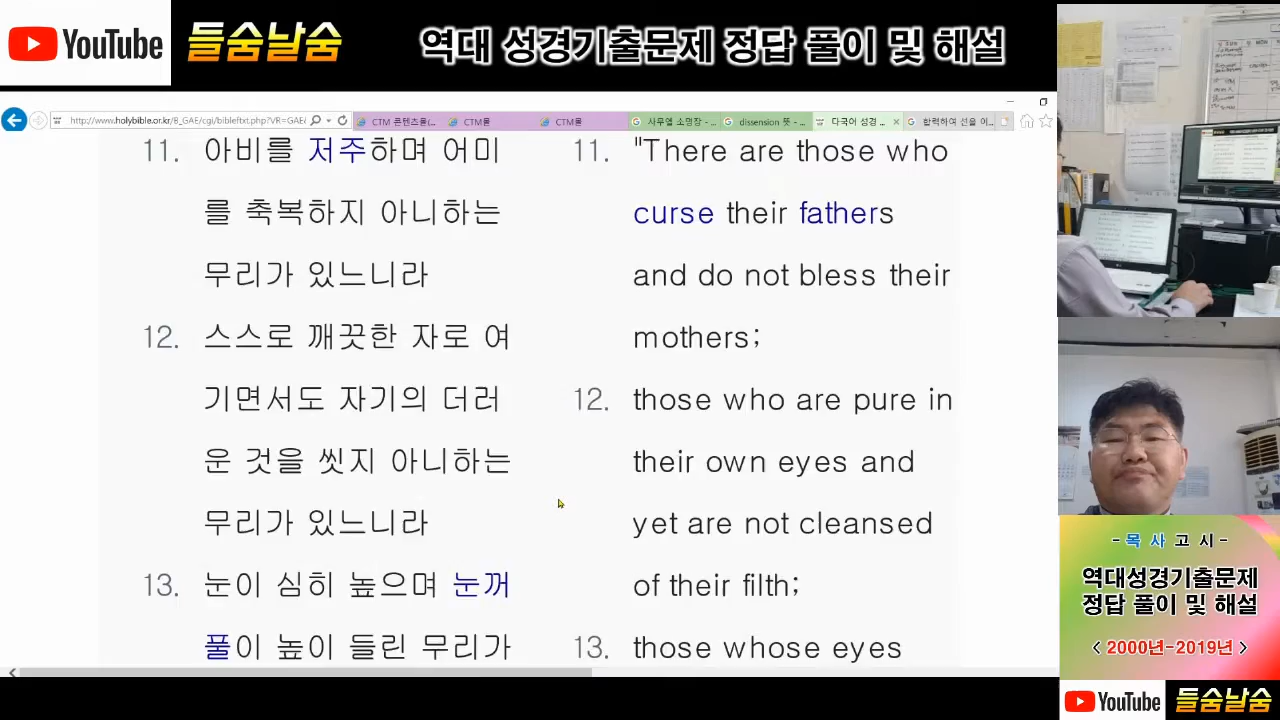 YouTube 들숨날숨 역대 성경기출문제 정답 풀이 및 해설
http://www.holybible.or.kr/B_GAE/cgi/bibleftxt.php?VR=GAE&
CTM 콘텐츠몰(... CTM몰 CTM몰 사무엘 소명장 - ... dissension 뜻 - ... 다국어 성경 ... 합력하여 선을 이...
11. 아비를 저주하며 어미
를 축복하지 아니하는
무리가 있느니라
12. 스스로 깨끗한 자로 여
기면서도 자기의 더러
운 것을 씻지 아니하는
무리가 있느니라
13. 눈이 심히 높으며 눈꺼
풀이 높이 들린 무리가
11. "There are those who
curse their fathers
and do not bless their
mothers;
12. those who are pure in
their own eyes and
yet are not cleansed
of their filth;
13. those whose eyes
- 목 사 고 시 -
역대성경기출문제
정답 풀이 및 해설
< 2000년-2019년 >
YouTube 들숨날숨